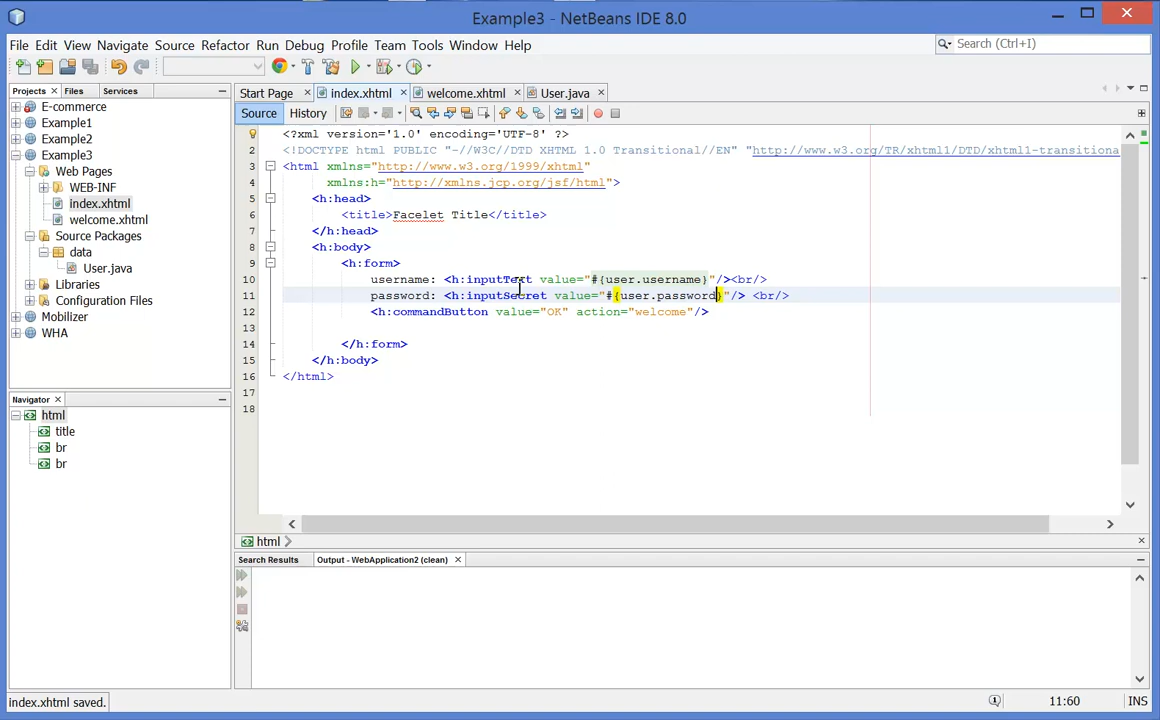 Example3 - NetBeans IDE 8.0
File Edit View Navigate Source Refactor Run Debug Profile Team Tools Window Help
Search (Ctrl+I)
Projects Files Services
E-commerce
Example1
Example2
Example3
Web Pages
WEB-INF
index.xhtml
welcome.xhtml
Source Packages
data
User.java
Libraries
Configuration Files
Mobilizer
WHA
Navigator
html
title
br
br
Start Page index.xhtml welcome.xhtml User.java
Source History
<?xml version='1.0' encoding='UTF-8' ?>
2 <!DOCTYPE html PUBLIC "-//W3C//DTD XHTML 1.0 Transitional//EN" "http://www.w3.org/TR/xhtml1/DTD/xhtml1-transitiona
3 <html xmlns="http://www.w3.org/1999/xhtml"
4 xmlns:h="http://xmlns.jcp.org/jsf/html">
5 <h:head>
6 <title>Facelet Title</title>
7 </h:head>
8 <h:body>
9 <h:form>
10 username: <h:inputText value="#{user.username}"/><br/>
11 password: <h:inputSecret value="#{user.password}"/> <br/>
12 <h:commandButton value="OK" action="welcome"/>
13
14 </h:form>
15 </h:body>
16 </html>
17
18
html
Search Results Output - WebApplication2 (clean)
index.xhtml saved.
11:60 INS